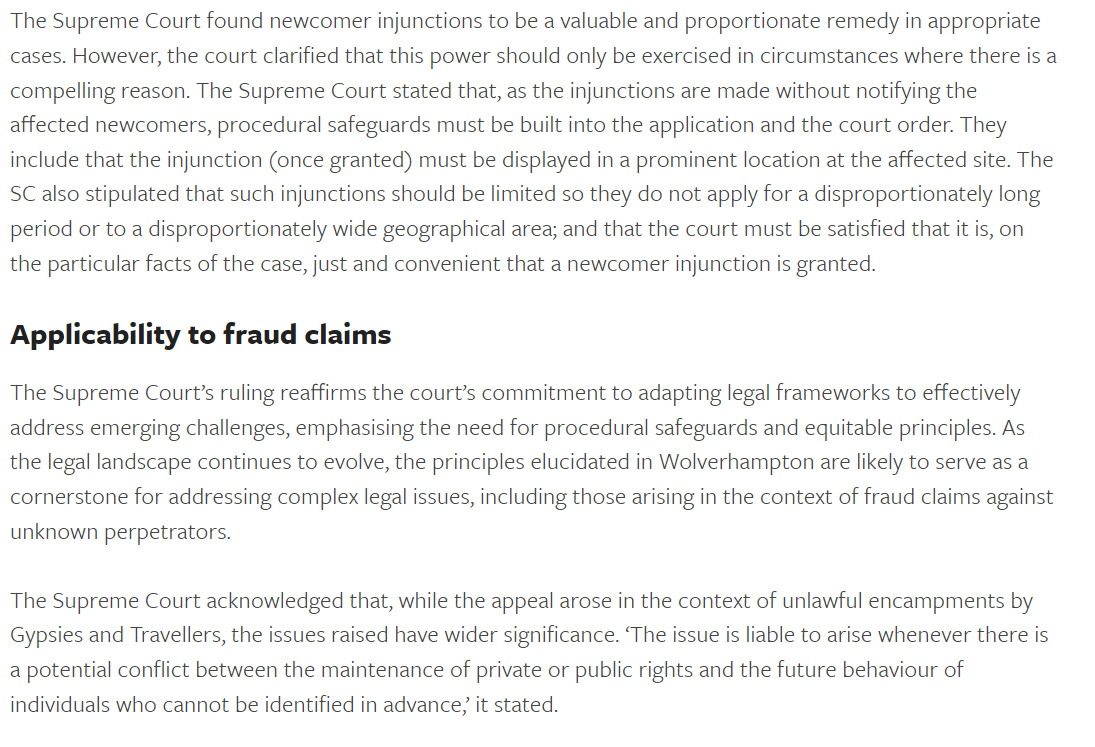 The Supreme Court found newcomer injunctions to be a valuable and proportionate remedy in appropriate
cases. However, the court clarified that this power should only be exercised in circumstances where there is a
compelling reason. The Supreme Court stated that, as the injunctions are made without notifying the
affected newcomers, procedural safeguards must be built into the application and the court order. They
include that the injunction (once granted) must be displayed in a prominent location at the affected site. The
SC also stipulated that such injunctions should be limited so they do not apply for a disproportionately long
period or to a disproportionately wide geographical area; and that the court must be satisfied that it is, on
the particular facts of the case, just and convenient that a newcomer injunction is granted.
Applicability to fraud claims
The Supreme Court’s ruling reaffirms the court’s commitment to adapting legal frameworks to effectively
address emerging challenges, emphasising the need for procedural safeguards and equitable principles. As
the legal landscape continues to evolve, the principles elucidated in Wolverhampton are likely to serve as a
cornerstone for addressing complex legal issues, including those arising in the context of fraud claims against
unknown perpetrators.
The Supreme Court acknowledged that, while the appeal arose in the context of unlawful encampments by
Gypsies and Travellers, the issues raised have wider significance. ‘The issue is liable to arise whenever there is
a potential conflict between the maintenance of private or public rights and the future behaviour of
individuals who cannot be identified in advance,’ it stated.